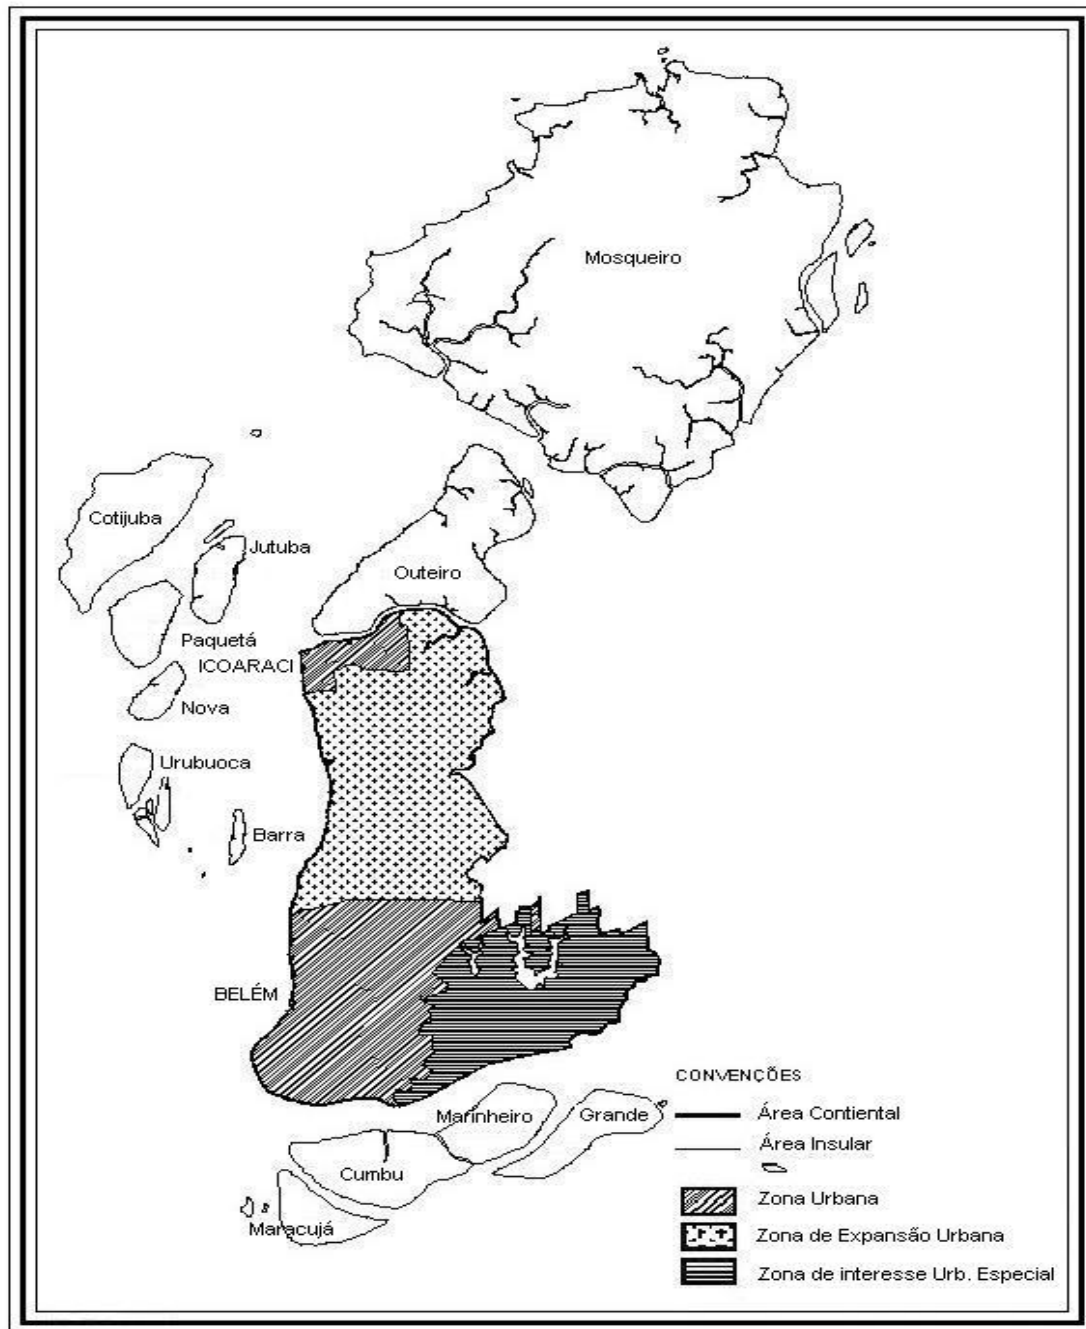 Mosqueiro
Cotijuba
Jutuba
Outeiro
Paquetá
ICOARACI
Nova
Urubuoca
Barra
BELÉM
CONVENÇÕES
Marinheiro
Grande
Área Contiental
Área Insular
Cumbu
Zona Urbana
Maracujá
Zona de Expansão Urbana
Zona de interesse Urb. Especial